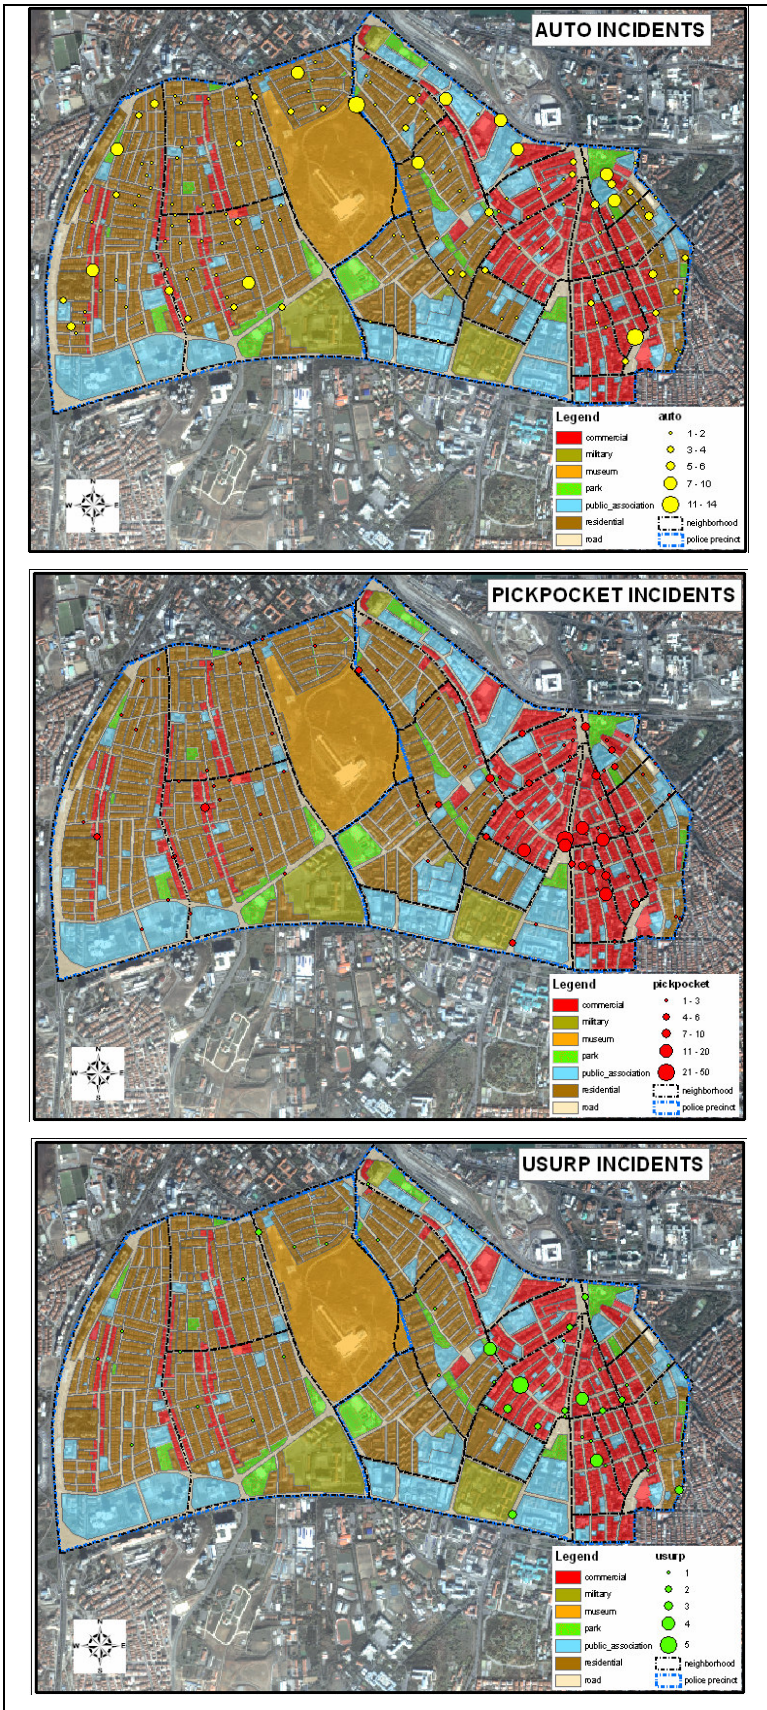 AUTO INCIDENTS
Legend
commercial
military
museum
park
public_association
residential
road
auto
1 - 2
3 - 4
5 - 6
7 - 10
11 - 14
neighborhood
police precinct
N
W E
S
PICKPOCKET INCIDENTS
Legend
commercial
military
museum
park
public_association
residential
road
pickpocket
1 - 3
4 - 6
7 - 10
11 - 20
21 - 50
neighborhood
police precinct
N
W E
S
USURP INCIDENTS
Legend
commercial
military
museum
park
public_association
residential
road
usurp
1
2
3
4
5
neighborhood
police precinct
N
W E
S